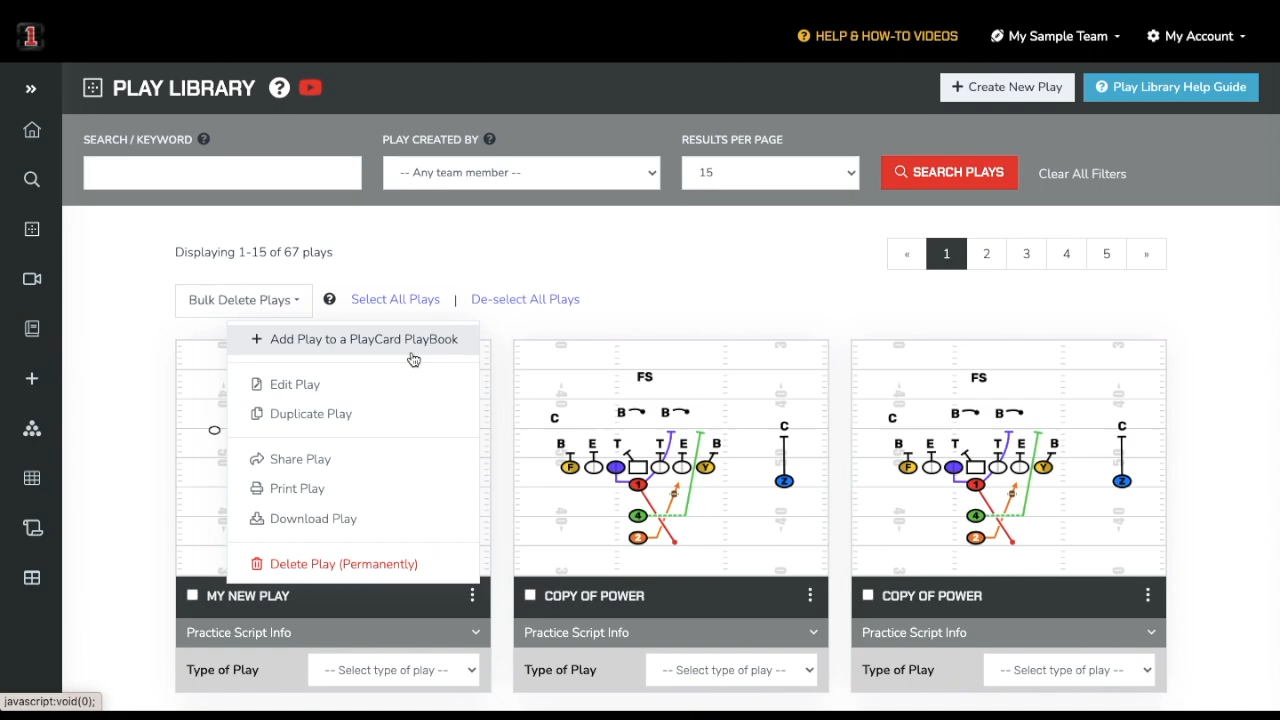 1
HELP & HOW-TO VIDEOS
My Sample Team
My Account
PLAY LIBRARY
Create New Play
Play Library Help Guide
SEARCH / KEYWORD
PLAY CREATED BY
RESULTS PER PAGE
-- Any team member --
15
SEARCH PLAYS
Clear All Filters
Displaying 1-15 of 67 plays
« 1 2 3 4 5 »
Bulk Delete Plays
Select All Plays | De-select All Plays
+ Add Play to a PlayCard PlayBook
Edit Play
Duplicate Play
Share Play
Print Play
Download Play
Delete Play (Permanently)
FS
C B B C
B E T T E B
F Y Z
1
4
2
FS
C B B C
B E T T E B
F Y Z
1
4
2
MY NEW PLAY
COPY OF POWER
COPY OF POWER
Practice Script Info
Practice Script Info
Practice Script Info
Type of Play -- Select type of play --
Type of Play -- Select type of play --
Type of Play -- Select type of play --
javascript:void(0);